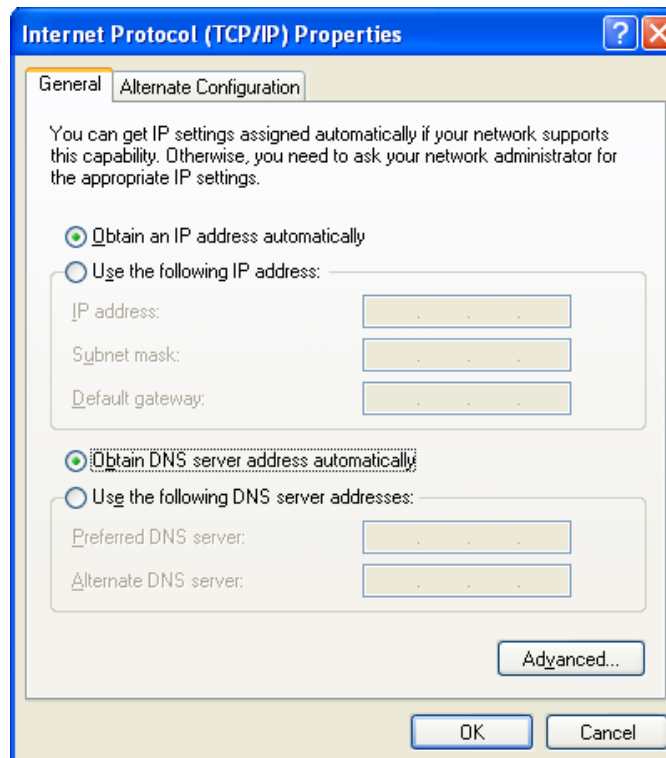 Internet Protocol (TCP/IP) Properties
General
Alternate Configuration
You can get IP settings assigned automatically if your network supports
this capability. Otherwise, you need to ask your network administrator for
the appropriate IP settings.
Obtain an IP address automatically
Use the following IP address:
IP address:
Subnet mask:
Default gateway:
Obtain DNS server address automatically
Use the following DNS server addresses:
Preferred DNS server:
Alternate DNS server:
Advanced...
OK
Cancel